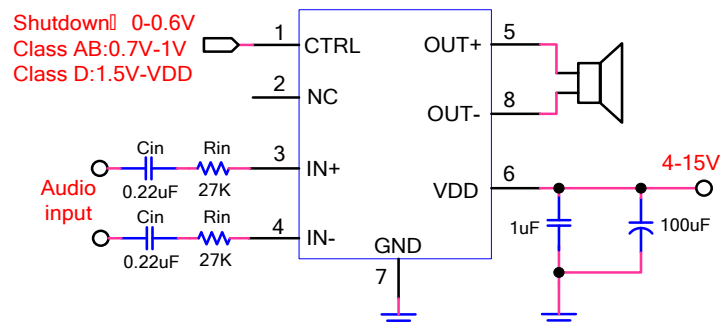 Shutdown 0-0.6V
Class AB:0.7V-1V
Class D:1.5V-VDD
1 CTRL
2 NC
Cin Rin
3 IN+
0.22uF 27K
Audio
input
Cin Rin
4 IN-
0.22uF 27K
GND
7
OUT+ 5
OUT- 8
VDD 6
4-15V
1uF
100uF